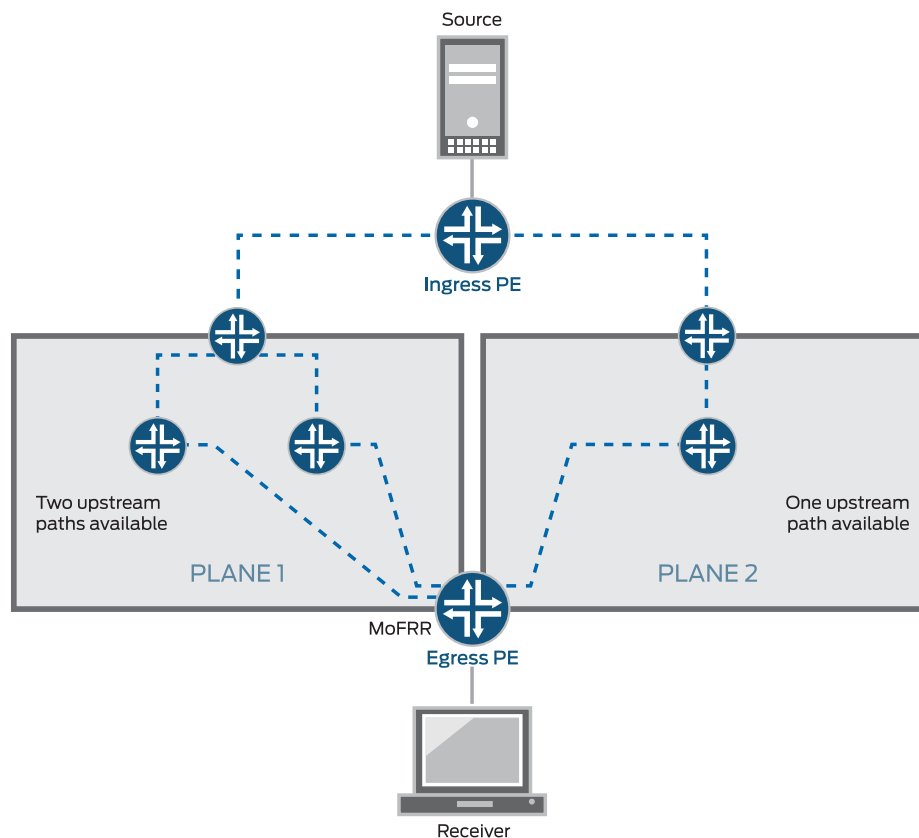 Source
Ingress PE
Two upstream
paths available
One upstream
path available
PLANE 1
PLANE 2
MoFRR
Egress PE
Receiver